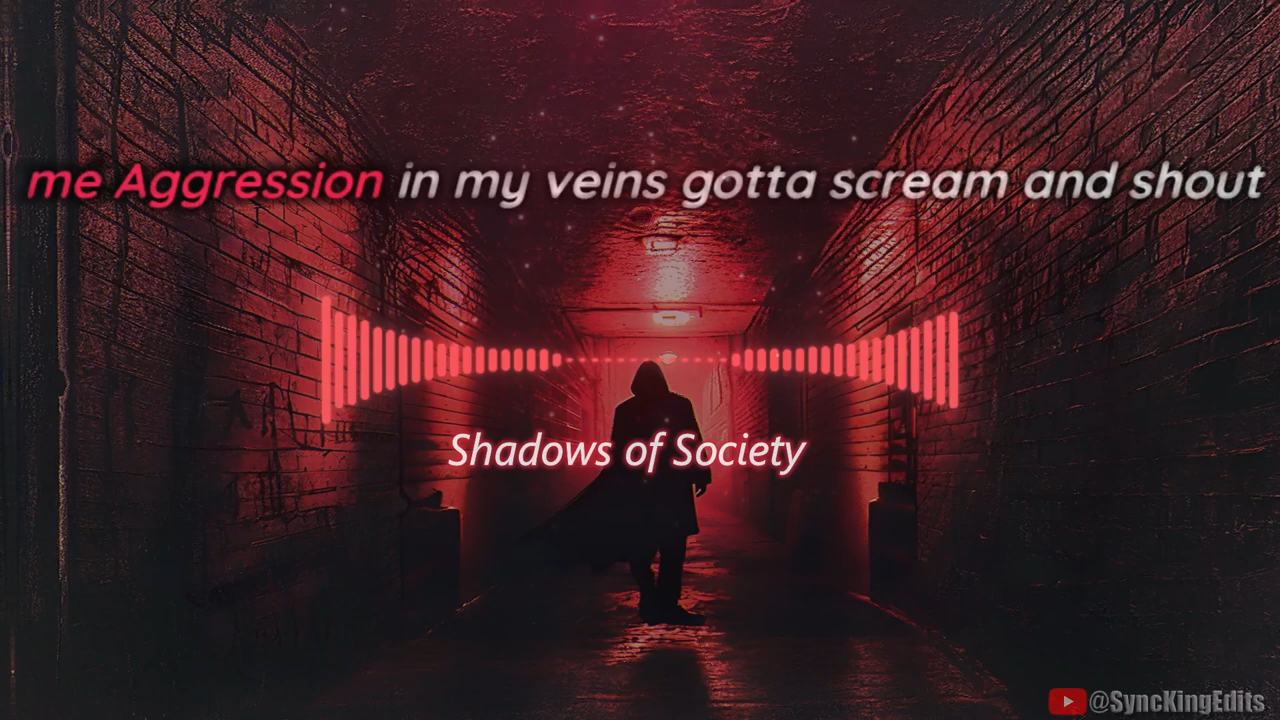 me Aggression in my veins gotta scream and shout
Shadows of Society
@SyncKingEdits